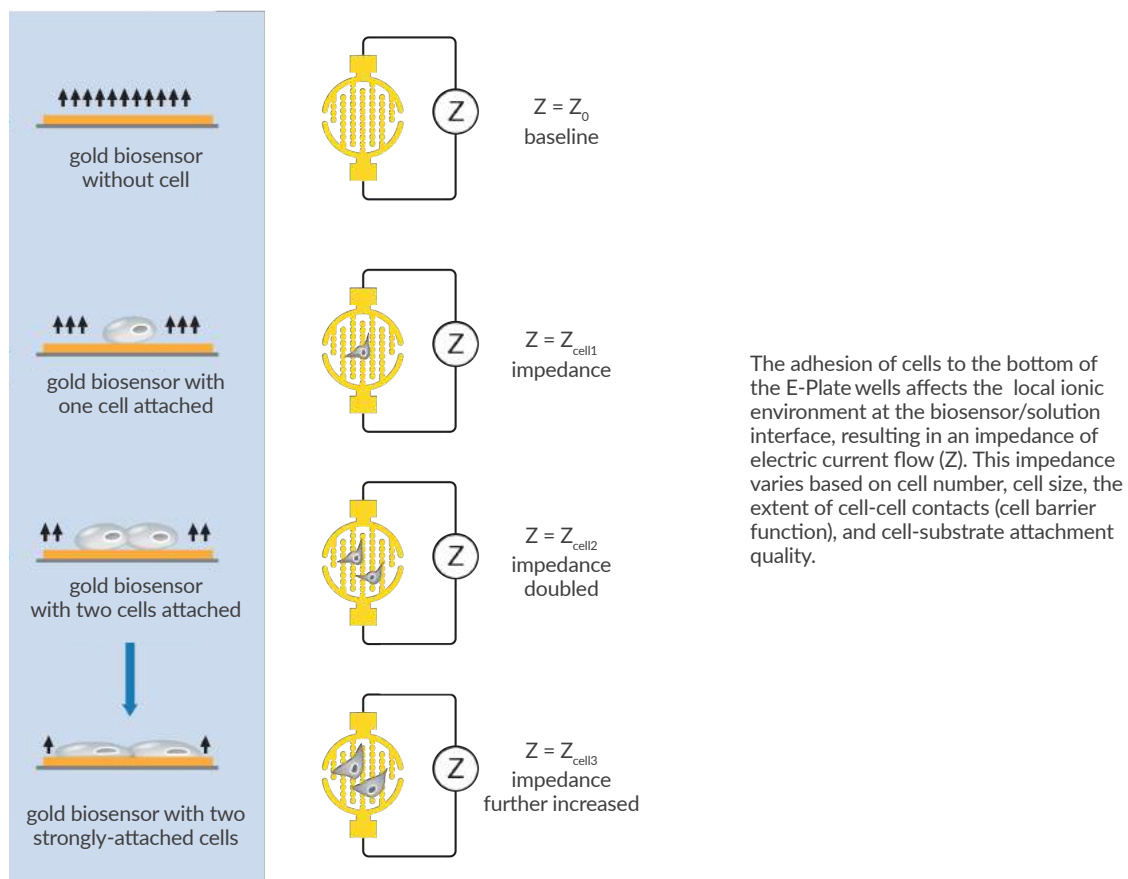 gold biosensor
without cell
Z
Z = Z0
baseline
gold biosensor with
one cell attached
Z
Z = Zcell1
impedance
gold biosensor
with two cells attached
Z
Z = Zcell2
impedance
doubled
gold biosensor with two
strongly-attached cells
Z
Z = Zcell3
impedance
further increased
The adhesion of cells to the bottom of
the E-Plate wells affects the local ionic
environment at the biosensor/solution
interface, resulting in an impedance of
electric current flow (Z). This impedance
varies based on cell number, cell size, the
extent of cell-cell contacts (cell barrier
function), and cell-substrate attachment
quality.